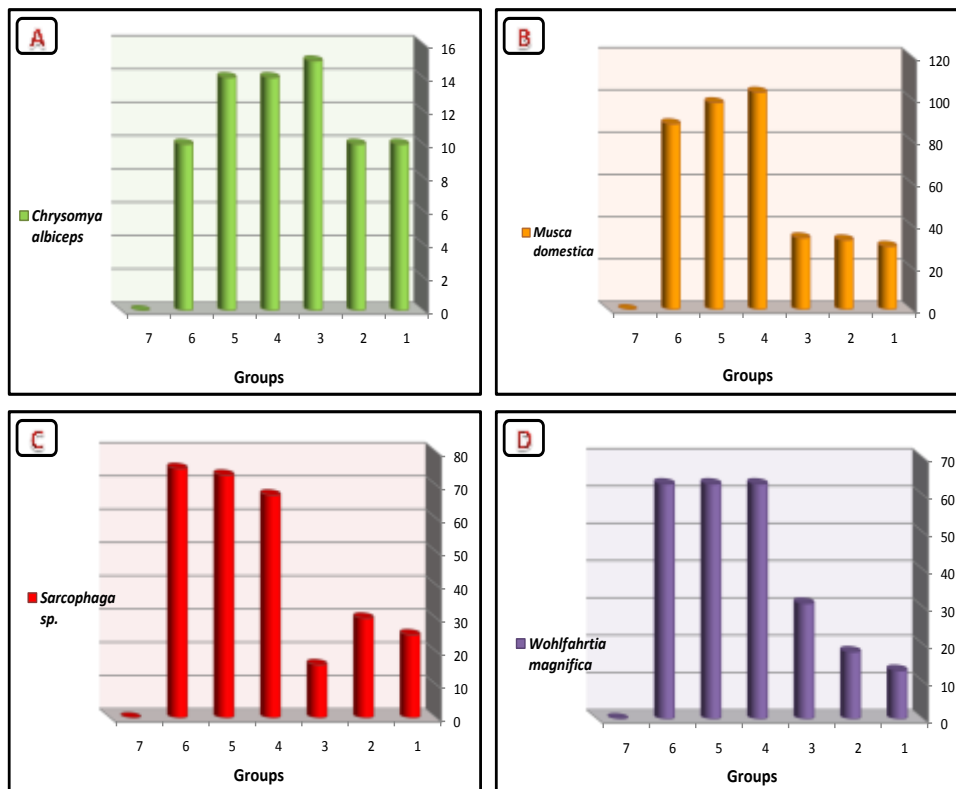 A
16
14
12
10
8
6
4
2
0
Chrysomya
albiceps
7 6 5 4 3 2 1
Groups
B
120
100
80
60
40
20
0
Musca
domestica
7 6 5 4 3 2 1
Groups
C
80
70
60
50
40
30
20
10
0
Sarcophaga
sp.
7 6 5 4 3 2 1
Groups
D
70
60
50
40
30
20
10
0
Wohlfahrtia
magnifica
7 6 5 4 3 2 1
Groups